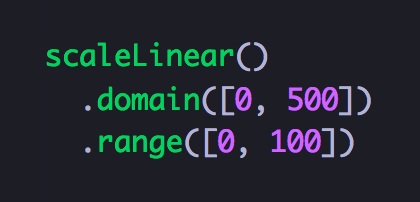 scaleLinear()
.domain([0, 500])
.range([0, 100])